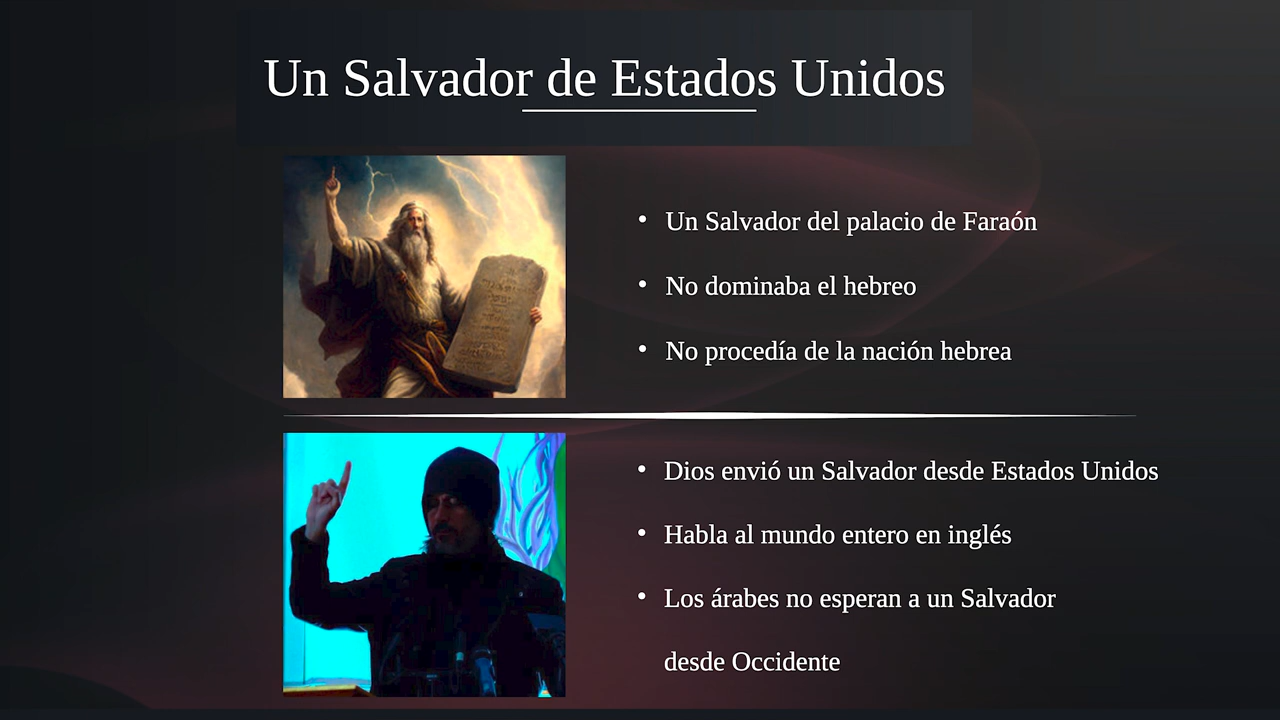 Un Salvador de Estados Unidos
• Un Salvador del palacio de Faraón
• No dominaba el hebreo
• No procedía de la nación hebrea
• Dios envió un Salvador desde Estados Unidos
• Habla al mundo entero en inglés
• Los árabes no esperan a un Salvador
desde Occidente